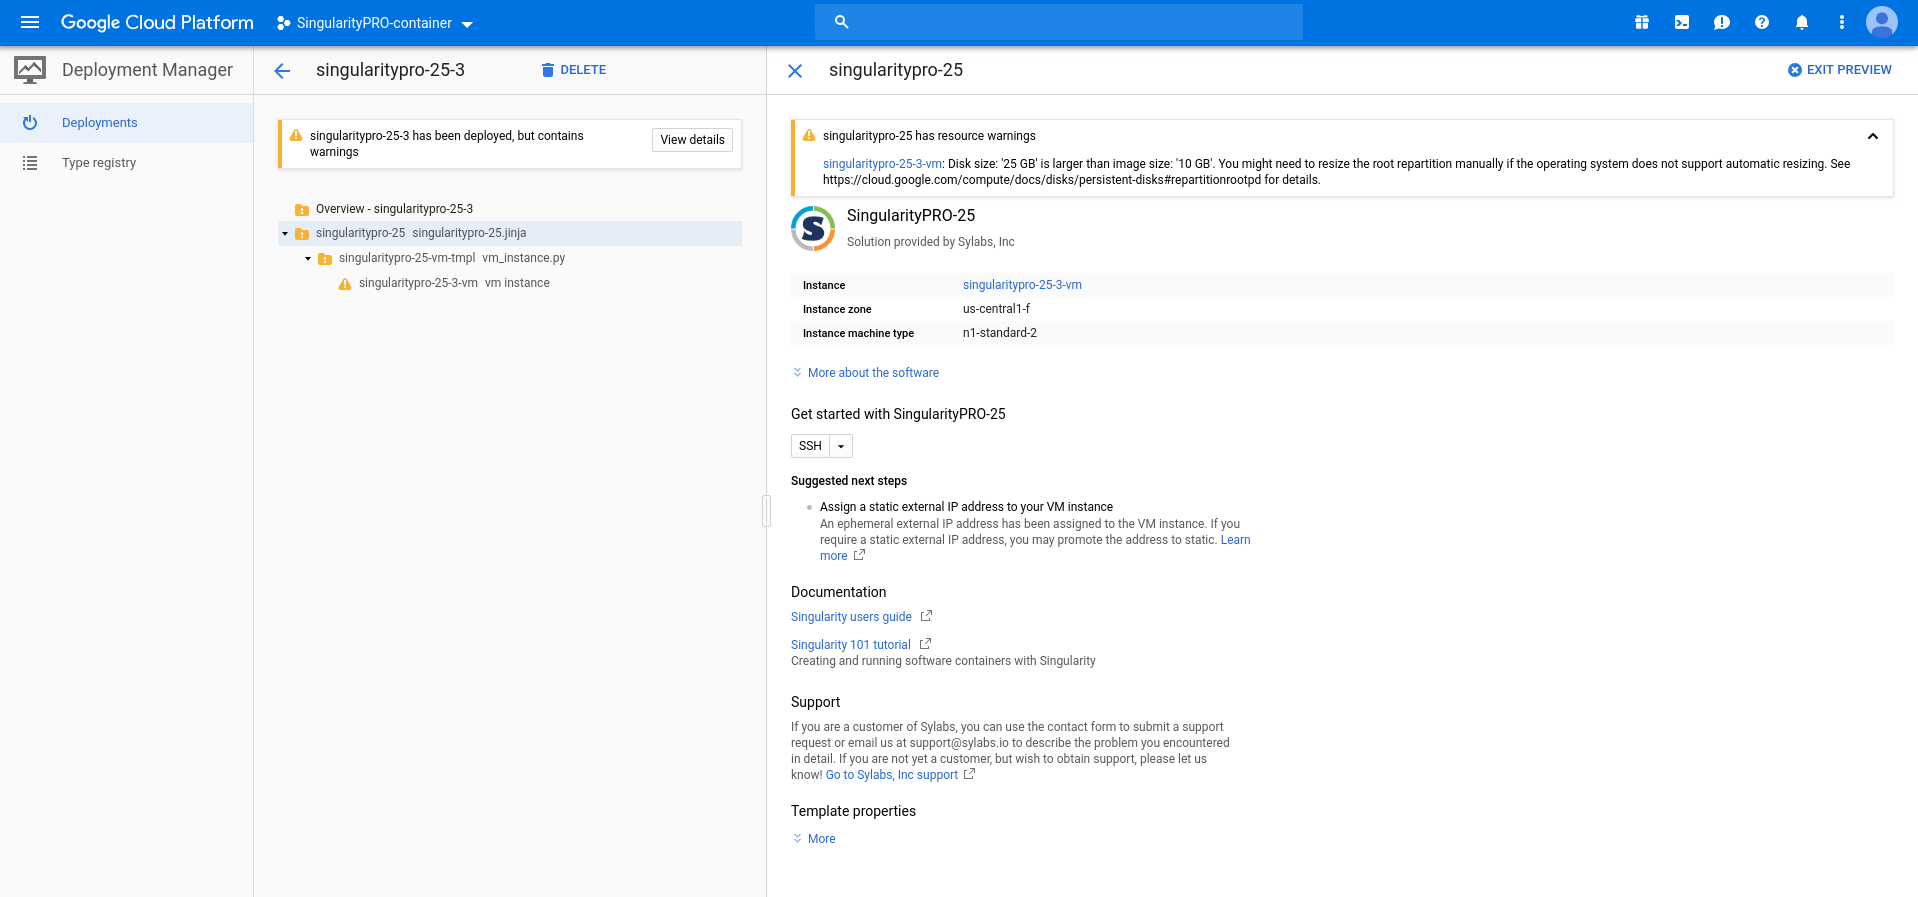 Google Cloud Platform
SingularityPRO-container
Deployment Manager
Deployments
Type registry
singularitypro-25-3
DELETE
singularitypro-25-3 has been deployed, but contains
warnings
View details
Overview - singularitypro-25-3
singularitypro-25 singularitypro-25.jinja
singularitypro-25-vm-tmpl vm_instance.py
singularitypro-25-3-vm vm instance
singularitypro-25
EXIT PREVIEW
singularitypro-25 has resource warnings
singularitypro-25-3-vm: Disk size: '25 GB' is larger than image size: '10 GB'. You might need to resize the root repartition manually if the operating system does not support automatic resizing. See
https://cloud.google.com/compute/docs/disks/persistent-disks#repartitionrootpd for details.
S
SingularityPRO-25
Solution provided by Sylabs, Inc
Instance singularitypro-25-3-vm
Instance zone us-central1-f
Instance machine type n1-standard-2
More about the software
Get started with SingularityPRO-25
SSH
Suggested next steps
Assign a static external IP address to your VM instance
An ephemeral external IP address has been assigned to the VM instance. If you
require a static external IP address, you may promote the address to static. Learn
more
Documentation
Singularity users guide
Singularity 101 tutorial
Creating and running software containers with Singularity
Support
If you are a customer of Sylabs, you can use the contact form to submit a support
request or email us at support@sylabs.io to describe the problem you encountered
in detail. If you are not yet a customer, but wish to obtain support, please let us
know! Go to Sylabs, Inc support
Template properties
More